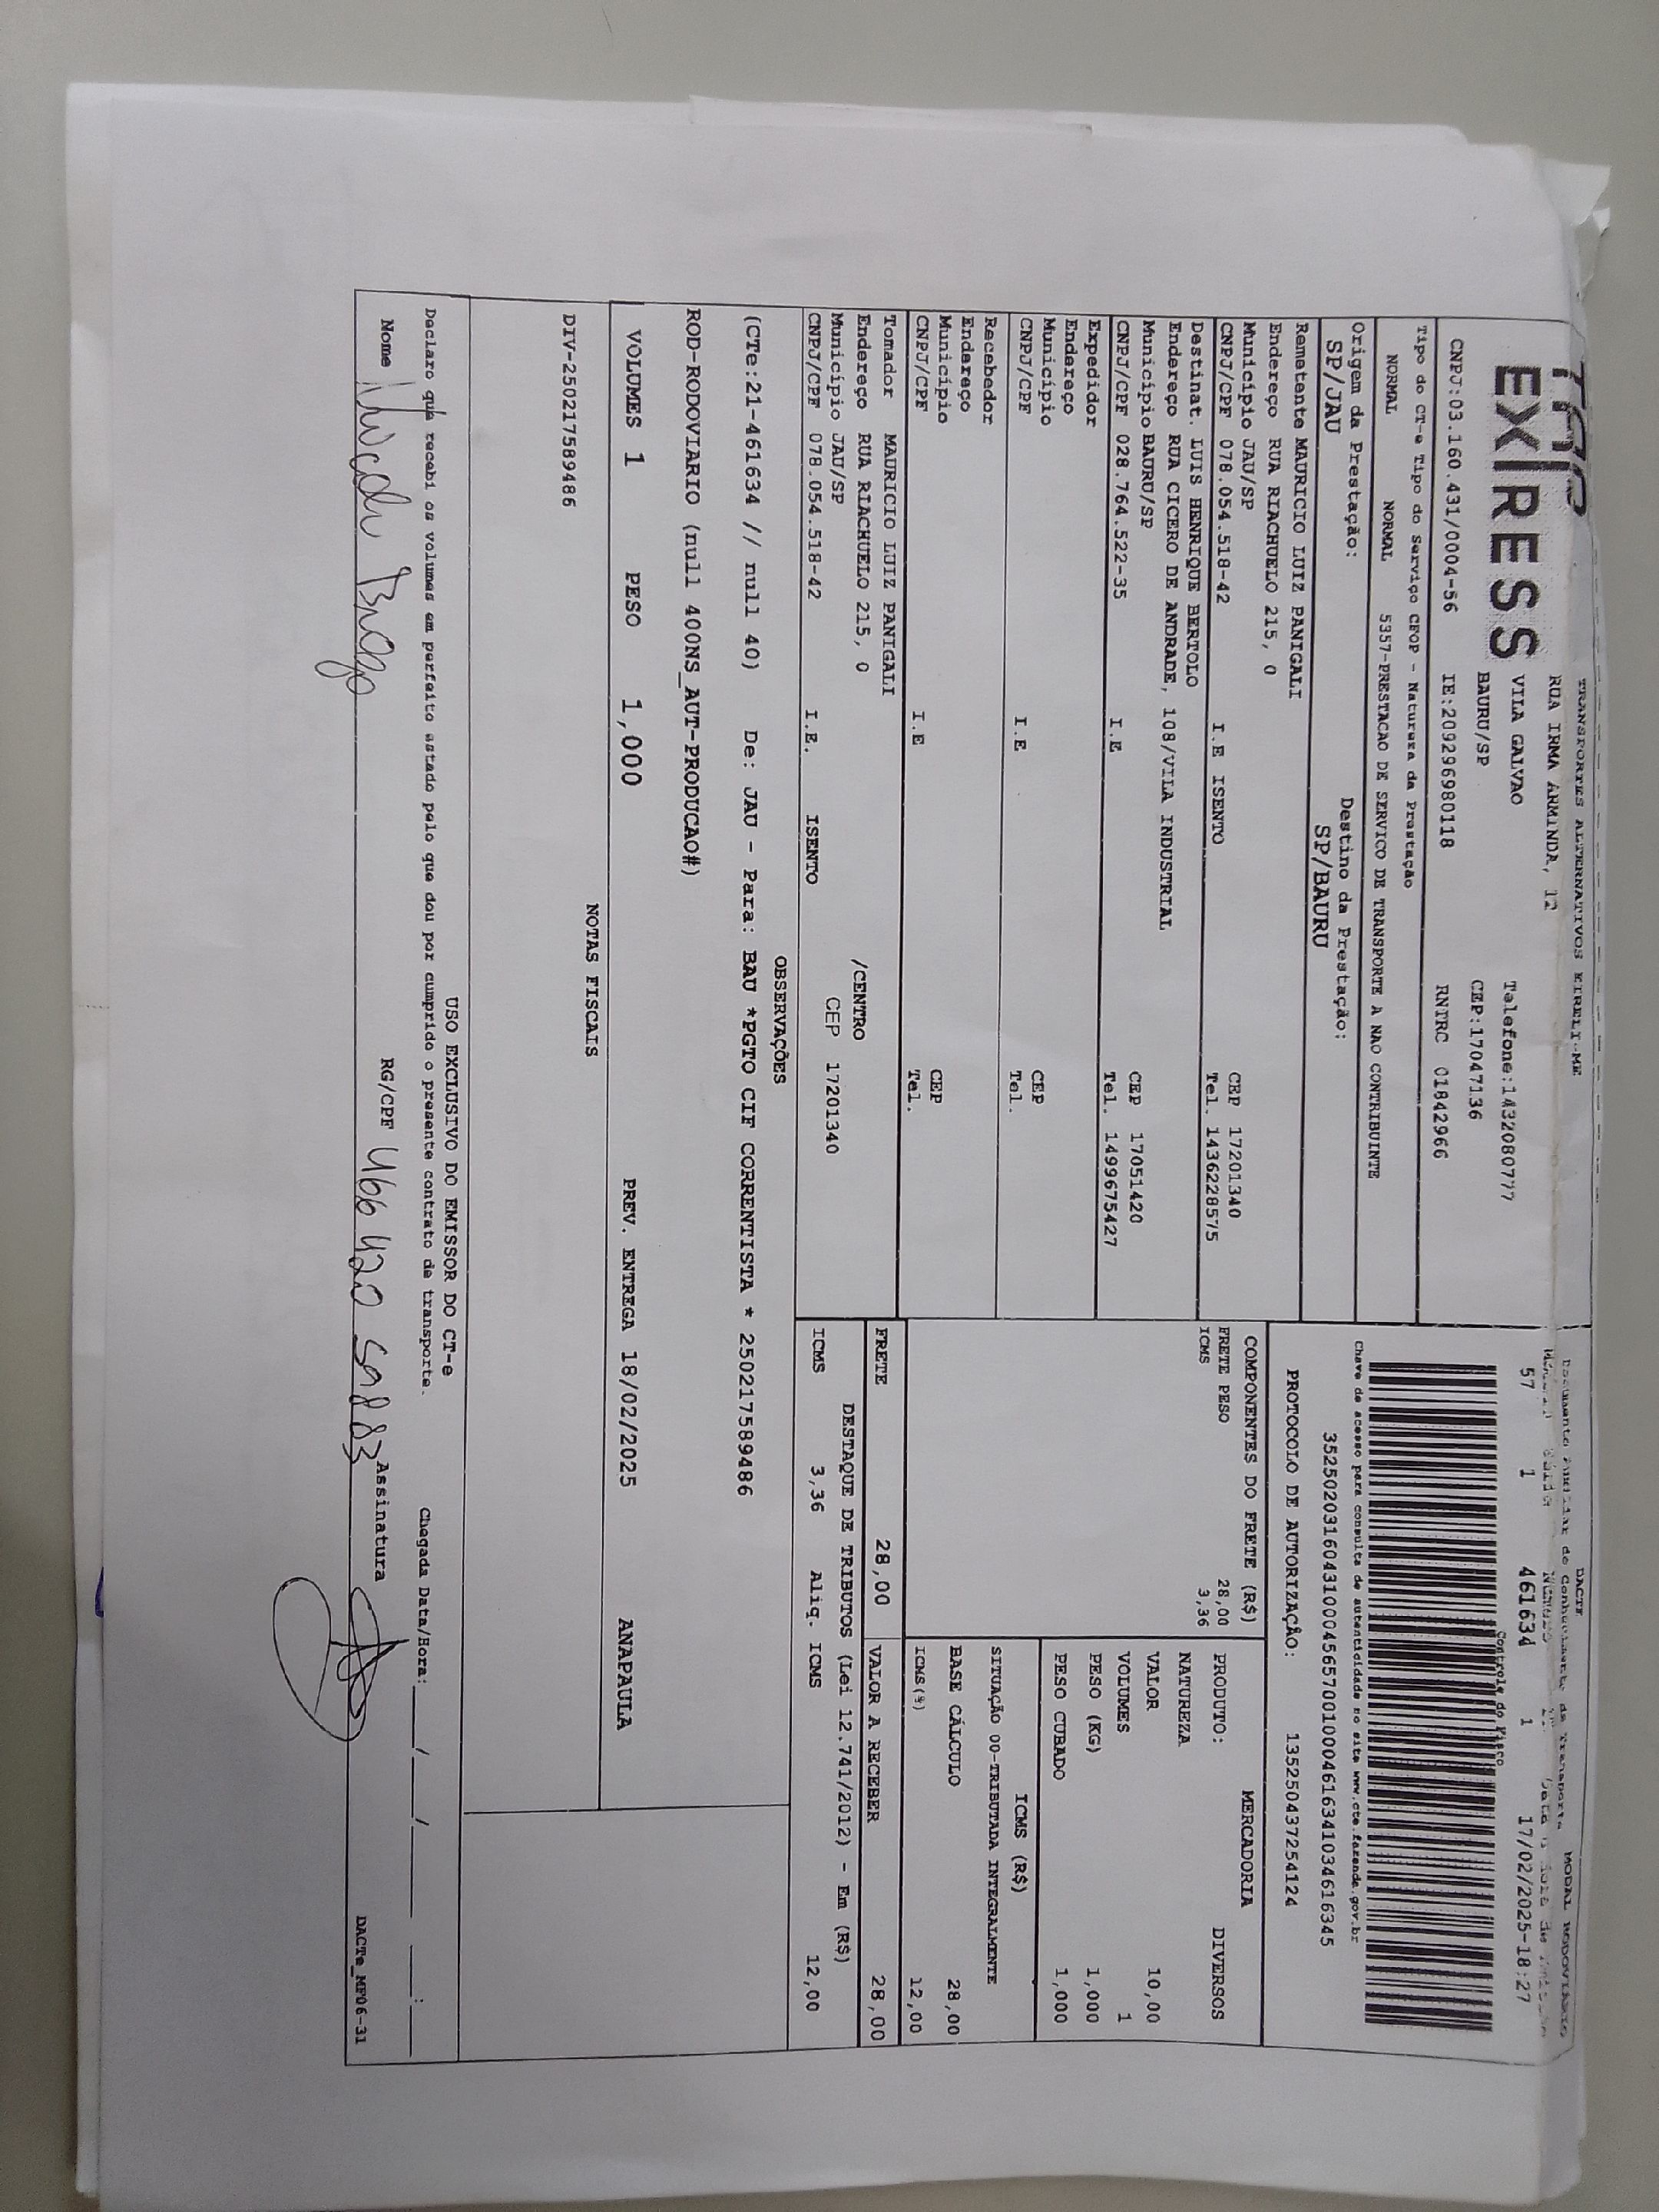 TRANSPORTES ALTERNATIVOS EIRELI-ME
EXPRESS
RUA IRMA ARMINDA, 12
VILA GALVAO
Telefone:1432080777
BAURU/SP
CEP:17047136
CNPJ:03.160.431/0004-56 IE:209296980118 RNTRC 01842966
Tipo do CT-e Tipo do Serviço CFOP - Natureza da Prestação
NORMAL NORMAL 5357-PRESTACAO DE SERVICO DE TRANSPORTE A NAO CONTRIBUINTE
Origem da Prestação: Destino da Prestação:
SP/JAU SP/BAURU
DACTE MODAL RODOVIARIO
Documento Auxiliar do Conhecimento de Transporte
57 1 461634 1 17/02/2025-18:27
Controle do Fisco
Chave de acesso para consulta de autenticidade no site www.cte.fazenda.gov.br
35250203160431000456570010004616341034616345
PROTOCOLO DE AUTORIZAÇÃO: 135250437254124
Remetente MAURICIO LUIZ PANIGALI
Endereço RUA RIACHUELO 215, 0
Município JAU/SP CEP 17201340
CNPJ/CPF 078.054.518-42 I.E ISENTO Tel. 1436228575
Destinat. LUIS HENRIQUE BERTOLO
Endereço RUA CICERO DE ANDRADE, 108/VILA INDUSTRIAL
Município BAURU/SP CEP 17051420
CNPJ/CPF 028.764.522-35 I.E Tel. 1499675427
Expedidor
Endereço
Município CEP
CNPJ/CPF I.E Tel.
Recebedor
Endereço
Município CEP
CNPJ/CPF I.E Tel.
Tomador MAURICIO LUIZ PANIGALI
Endereço RUA RIACHUELO 215, 0 /CENTRO
Município JAU/SP CEP 17201340
CNPJ/CPF 078.054.518-42 I.E. ISENTO
COMPONENTES DO FRETE (R$)
FRETE PESO 28,00
ICMS 3,36
MERCADORIA
PRODUTO: DIVERSOS
NATUREZA
VALOR 10,00
VOLUMES 1
PESO (KG) 1,000
PESO CUBADO 1,000
ICMS (R$)
SITUAÇÃO 00-TRIBUTADA INTEGRALMENTE
BASE CÁLCULO 28,00
ICMS(%) 12,00
FRETE 28,00 VALOR A RECEBER 28,00
DESTAQUE DE TRIBUTOS (Lei 12.741/2012) - Em (R$)
ICMS 3,36 Aliq. ICMS 12,00
OBSERVAÇÕES
(CTe:21-461634 // null 40) De: JAU - Para: BAU *PGTO CIF CORRENTISTA * 250217589486
ROD-RODOVIARIO (null 400NS_AUT-PRODUCAO#)
VOLUMES 1 PESO 1,000 PREV. ENTREGA 18/02/2025 ANAPAULA
NOTAS FISCAIS
DIV-250217589486
USO EXCLUSIVO DO EMISSOR DO CT-e
Declaro que recebi os volumes em perfeito estado pelo que dou por cumprido o presente contrato de transporte. Chegada Data/Hora:____/____/____ ____:____
Nome RG/CPF 466 420 Assinatura
DACTe_MF06-31